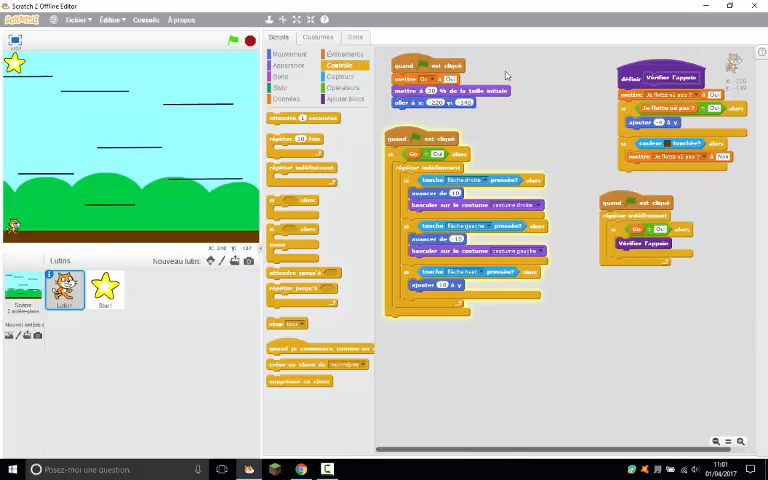 Scratch 2 Offline Editor
SCRATCH
Fichier
Édition
Conseils
À propos
Scripts
Costumes
Sons
Mouvement
Apparence
Sons
Stylo
Données
Évènements
Contrôle
Capteurs
Opérateurs
Ajouter blocs
attendre 1 secondes
répéter 10 fois
répéter indéfiniment
si alors
si alors
sinon
attendre jusqu'à
répéter jusqu'à
stop tout
quand je commence comme un
créer un clone de
supprimer ce clone
quand est cliqué
mettre Go à Oui
mettre à 30 % de la taille initiale
aller à x: -220 y: -145
quand est cliqué
si Go = Oui alors
répéter indéfiniment
si touche flèche droite pressée? alors
avancer de 10
basculer sur le costume costume droite
si touche flèche gauche pressée? alors
avancer de -10
basculer sur le costume costume gauche
si touche flèche haut pressée? alors
ajouter 10 à y
définir Vérifier l'appuie
mettre Je flotte où pas ? à Oui
si Je flotte où pas ? = Oui alors
ajouter -4 à y
si couleur touchée? alors
mettre Je flotte où pas ? à Non
quand est cliqué
répéter indéfiniment
si Go = Oui alors
Vérifier l'appuie
x: -220
y: -149
x: 240 y: -137
Lutins
Nouveau lutin:
Scène
2 arrière-plans
Nouvel arrière-plan
Lutin1
Star1
Posez-moi une question.
11:01
01/04/2017